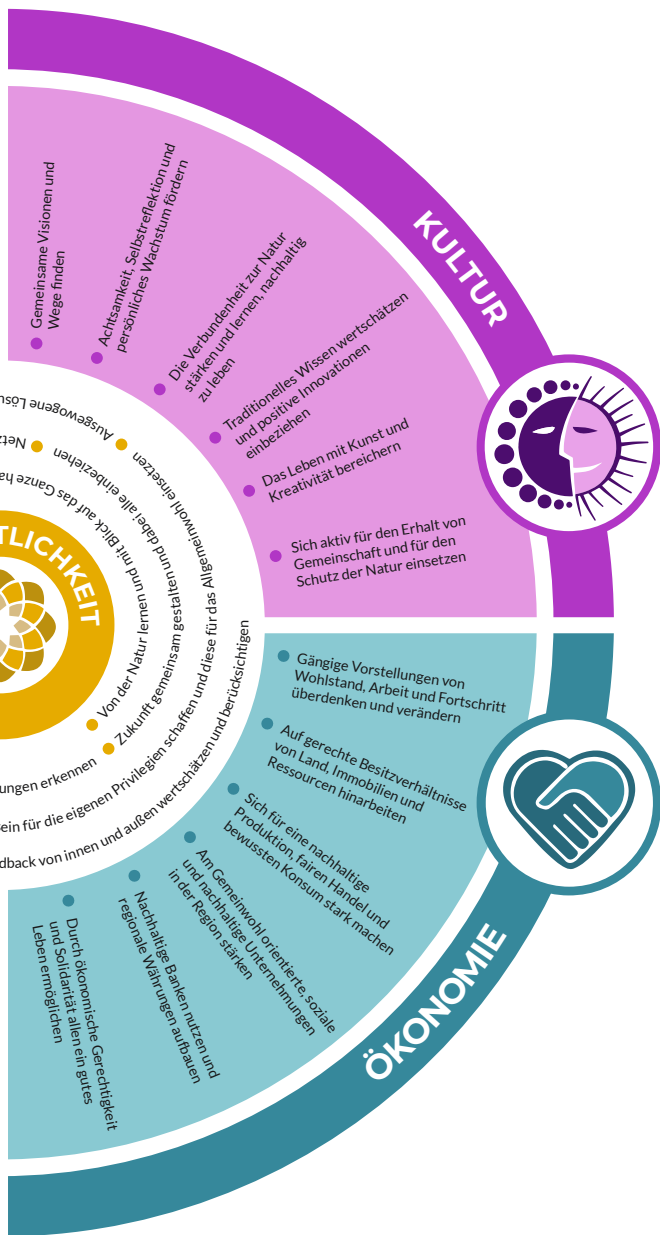 KULTUR
Gemeinsame Visionen und
Wege finden
Achtsamkeit, Selbstreflektion und
persönliches Wachstum fördern
Die Verbundenheit zur Natur
stärken und lernen, nachhaltig
zu leben
Traditionelles Wissen wertschätzen
und positive Innovationen
einbeziehen
Das Leben mit Kunst und
Kreativität bereichern
Sich aktiv für den Erhalt von
Gemeinschaft und für den
Schutz der Natur einsetzen
ÖKONOMIE
Gängige Vorstellungen von
Wohlstand, Arbeit und Fortschritt
überdenken und verändern
Auf gerechte Besitzverhältnisse
von Land, Immobilien und
Ressourcen hinarbeiten
Sich für eine nachhaltige
Produktion, fairen Handel und
bewussten Konsum stark machen
Am Gemeinwohl orientierte, soziale
und nachhaltige Unternehmungen
in der Region stärken
Nachhaltige Banken nutzen und
regionale Währungen aufbauen
Durch ökonomische Gerechtigkeit
und Solidarität allen ein gutes
Leben ermöglichen
TLICHKEIT
Ausgewogene Lösu
einsetzen
Netz
ein für die eigenen Privilegien schaffen und diese für das Allgemeinwohl einsetzen
Zukunft gemeinsam gestalten und dabei alle einbeziehen
Von der Natur lernen und mit Blick auf das Ganze ha
ungen erkennen
dback von innen und außen wertschätzen und berücksichtigen